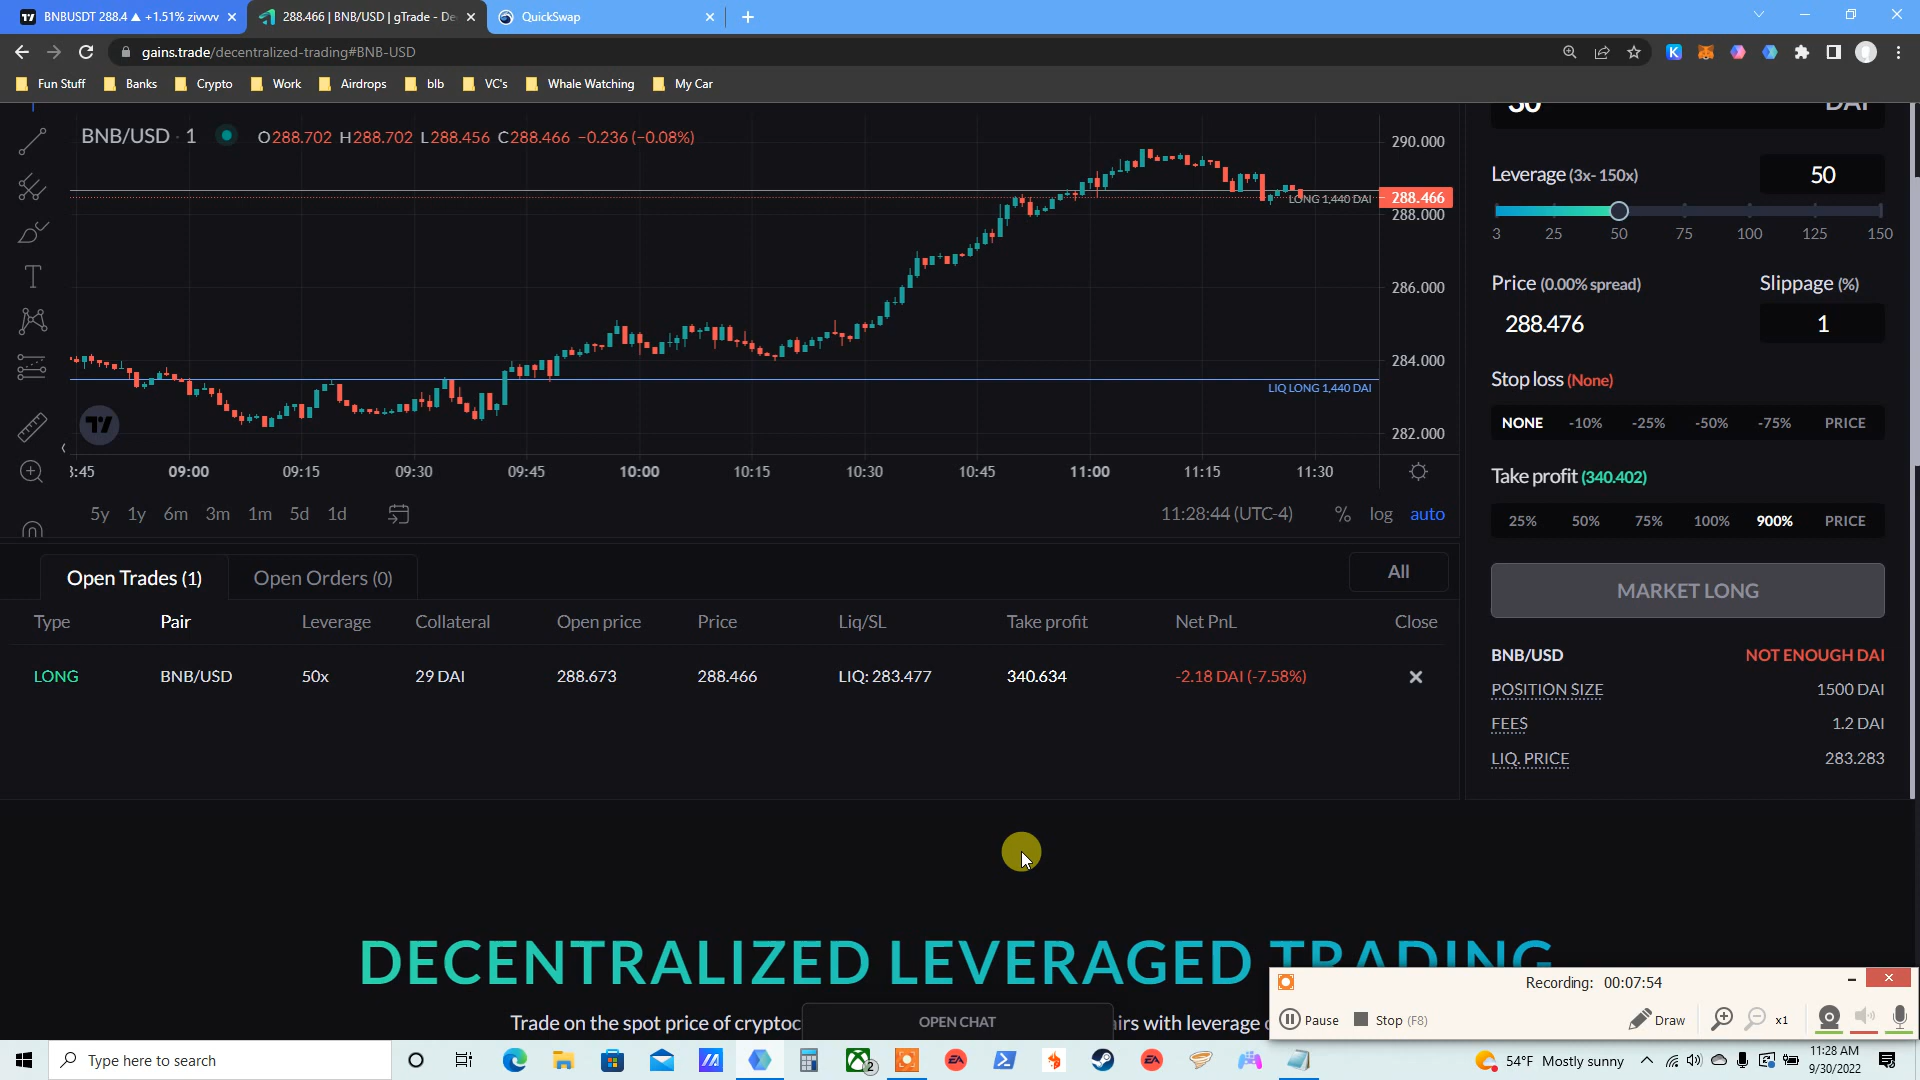 BNBUSDT 288.4 ▲ +1.51% zivvvv
288.466 | BNB/USD | gTrade - De
QuickSwap
gains.trade/decentralized-trading#BNB-USD
Fun Stuff Banks Crypto Work Airdrops blb VC's Whale Watching My Car
BNB/USD · 1 O288.702 H288.702 L288.456 C288.466 −0.236 (−0.08%)
290.000
LONG 1,440 DAI 288.466
288.000
286.000
284.000
LIQ LONG 1,440 DAI
282.000
09:00 09:15 09:30 09:45 10:00 10:15 10:30 10:45 11:00 11:15 11:30
5y 1y 6m 3m 1m 5d 1d
11:28:44 (UTC-4) % log auto
Leverage (3x- 150x) 50
3 25 50 75 100 125 150
Price (0.00% spread) Slippage (%)
288.476 1
Stop loss (None)
NONE -10% -25% -50% -75% PRICE
Take profit (340.402)
25% 50% 75% 100% 900% PRICE
MARKET LONG
BNB/USD NOT ENOUGH DAI
POSITION SIZE 1500 DAI
FEES 1.2 DAI
LIQ. PRICE 283.283
Open Trades (1) Open Orders (0) All
Type Pair Leverage Collateral Open price Price Liq/SL Take profit Net PnL Close
LONG BNB/USD 50x 29 DAI 288.673 288.466 LIQ: 283.477 340.634 -2.18 DAI (-7.58%)
DECENTRALIZED LEVERAGED TRADING
Trade on the spot price of
OPEN CHAT
with leverage
Recording: 00:07:54
Pause Stop (F8) Draw x1
Type here to search
54°F Mostly sunny
11:28 AM
9/30/2022